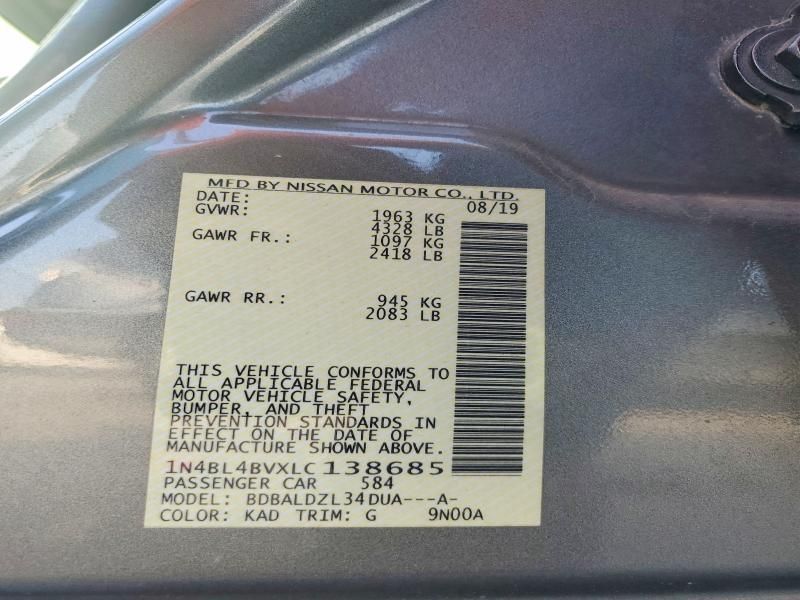 MFD BY NISSAN MOTOR CO., LTD.
DATE: 08/19
GVWR: 1963 KG
4328 LB
GAWR FR.: 1097 KG
2418 LB
GAWR RR.: 945 KG
2083 LB
THIS VEHICLE CONFORMS TO
ALL APPLICABLE FEDERAL
MOTOR VEHICLE SAFETY,
BUMPER, AND THEFT
PREVENTION STANDARDS IN
EFFECT ON THE DATE OF
MANUFACTURE SHOWN ABOVE.
1N4BL4BVXLC138685
PASSENGER CAR 584
MODEL: BDBALDZL34DUA---A-
COLOR: KAD TRIM: G 9N00A